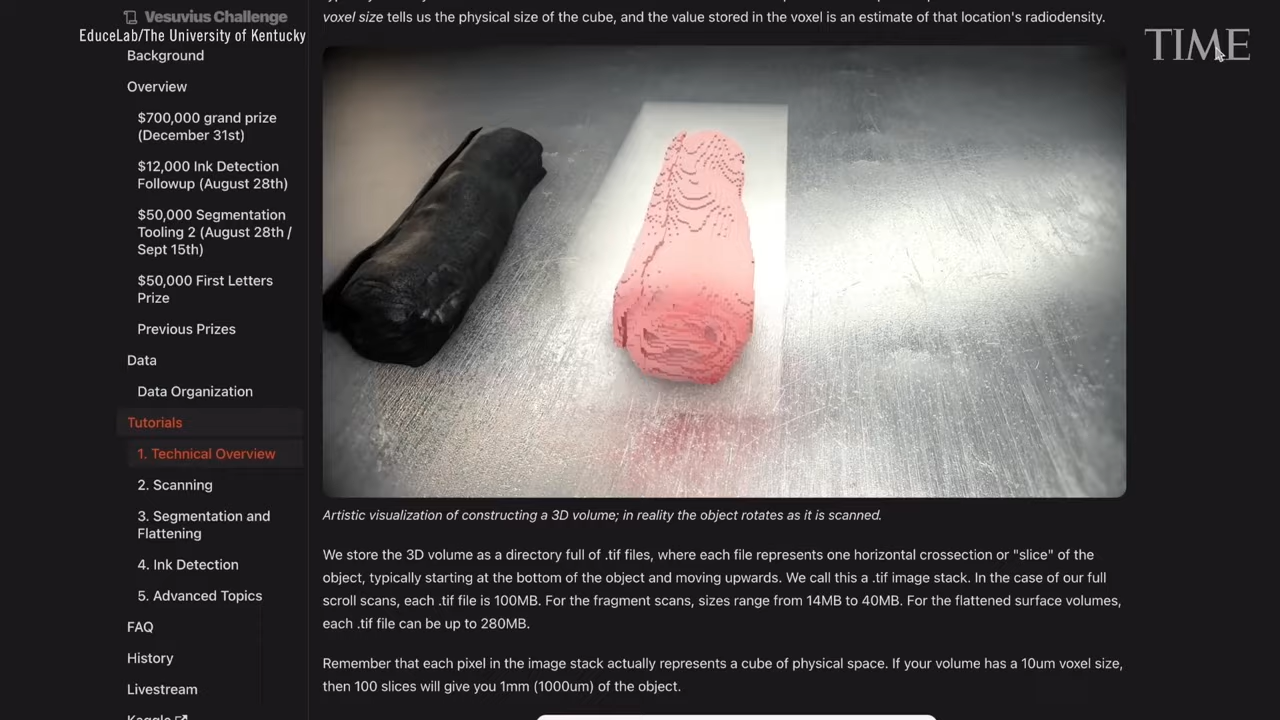 Vesuvius Challenge
EduceLab/The University of Kentucky
TIME
Background
Overview
$700,000 grand prize
(December 31st)
$12,000 Ink Detection
Followup (August 28th)
$50,000 Segmentation
Tooling 2 (August 28th /
Sept 15th)
$50,000 First Letters
Prize
Previous Prizes
Data
Data Organization
Tutorials
1. Technical Overview
2. Scanning
3. Segmentation and
Flattening
4. Ink Detection
5. Advanced Topics
FAQ
History
Livestream
Kaggle
voxel size tells us the physical size of the cube, and the value stored in the voxel is an estimate of that location's radiodensity.
Artistic visualization of constructing a 3D volume; in reality the object rotates as it is scanned.
We store the 3D volume as a directory full of .tif files, where each file represents one horizontal crossection or "slice" of the
object, typically starting at the bottom of the object and moving upwards. We call this a .tif image stack. In the case of our full
scroll scans, each .tif file is 100MB. For the fragment scans, sizes range from 14MB to 40MB. For the flattened surface volumes,
each .tif file can be up to 280MB.
Remember that each pixel in the image stack actually represents a cube of physical space. If your volume has a 10um voxel size,
then 100 slices will give you 1mm (1000um) of the object.